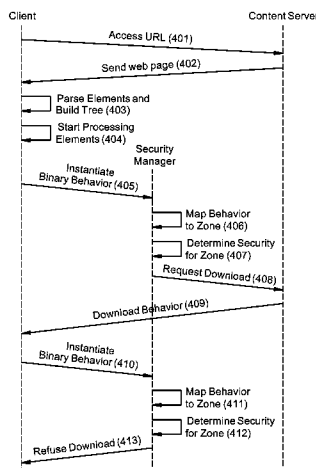 Client
Content Server
Access URL (401)
Send web page (402)
Parse Elements and
Build Tree (403)
Start Processing
Elements (404)
Security
Manager
Instantiate
Binary Behavior (405)
Map Behavior
to Zone (406)
Determine Security
for Zone (407)
Request Download (408)
Download Behavior (409)
Instantiate
Binary Behavior (410)
Map Behavior
to Zone (411)
Determine Security
for Zone (412)
Refuse Download (413)